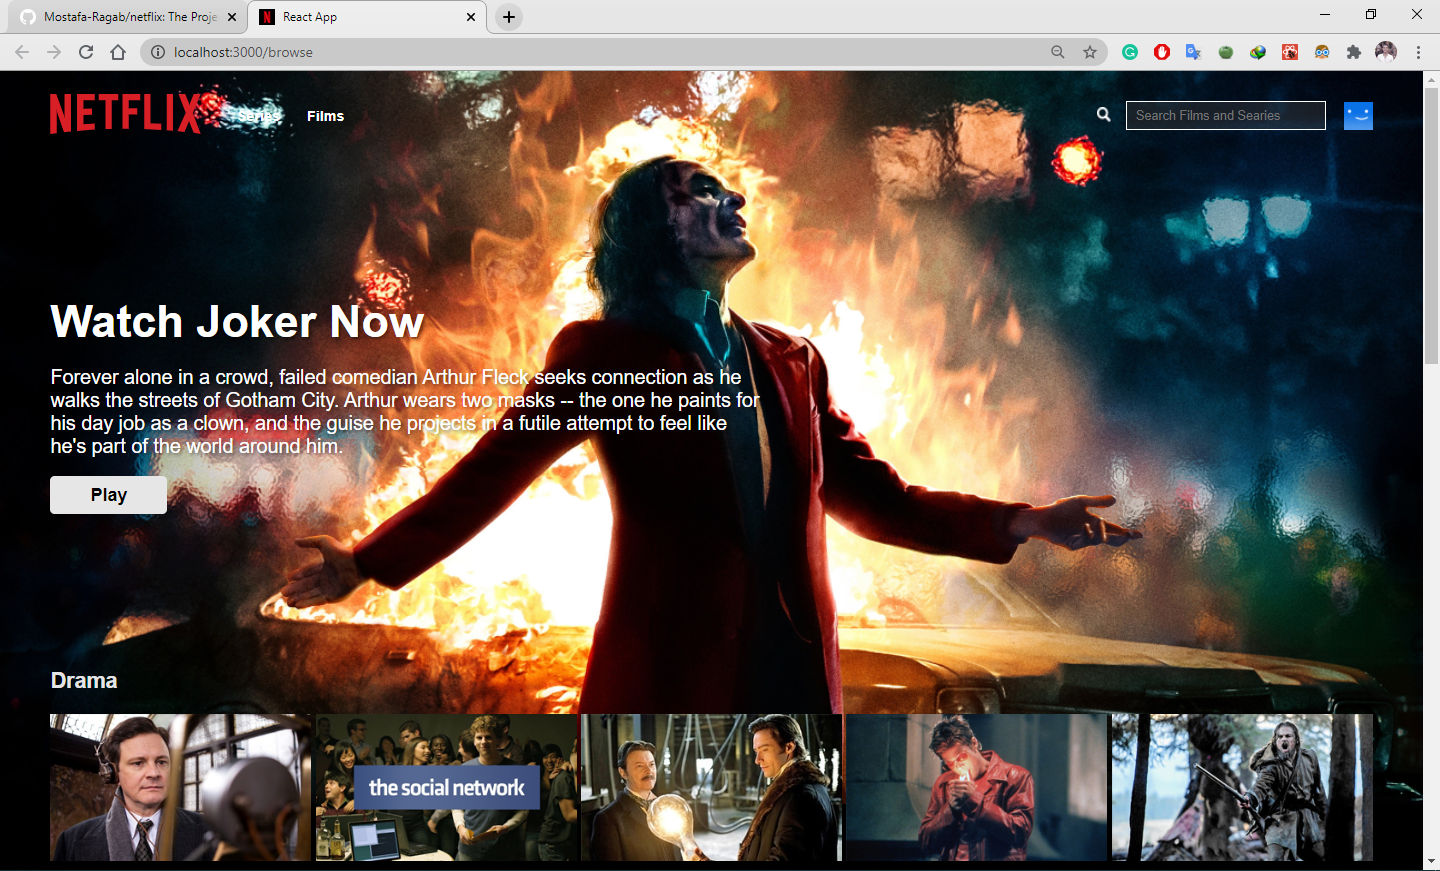 Mostafa-Ragab/netflix: The Proje
React App
localhost:3000/browse
NETFLIX
Series
Films
Search Films and Searies
Watch Joker Now
Forever alone in a crowd, failed comedian Arthur Fleck seeks connection as he
walks the streets of Gotham City. Arthur wears two masks -- the one he paints for
his day job as a clown, and the guise he projects in a futile attempt to feel like
he's part of the world around him.
Play
Drama
the social network